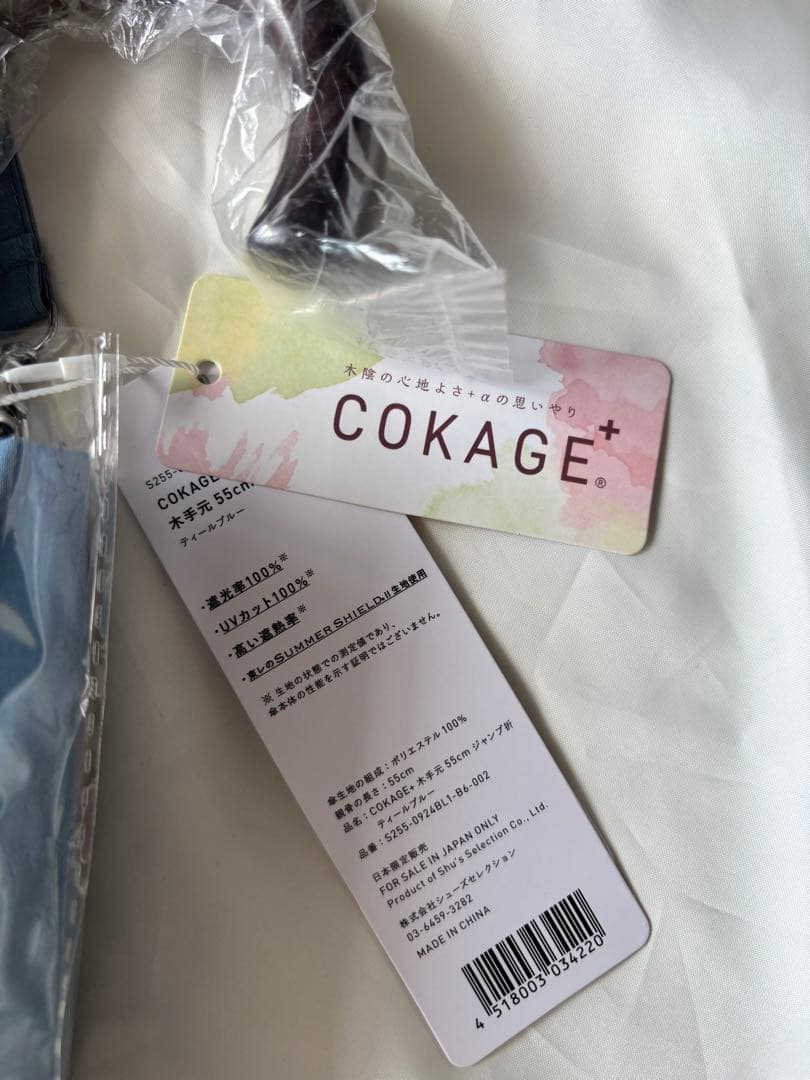 木陰の心地よさ+αの思いやり
COKAGE+®
S255-
COKAGE
木手元 55cm
ティールブルー
・遮光率100%※
・UVカット100%※
・高い遮熱率※
・東レのSUMMERSHIELD®II生地使用
※ 生地の状態での測定値であり、
傘本体の性能を示す証明ではございません。
傘生地の組成：ポリエステル100%
親骨の長さ：55cm
品名：COKAGE+ 木手元 55cm ジャンプ折
ティールブルー
品番：S255-0924BL1-B6-002
日本限定販売
FOR SALE IN JAPAN ONLY
Product of Shu's Selection Co., Ltd.
株式会社シューズセレクション
03-6459-3282
MADE IN CHINA
4 518003 034220